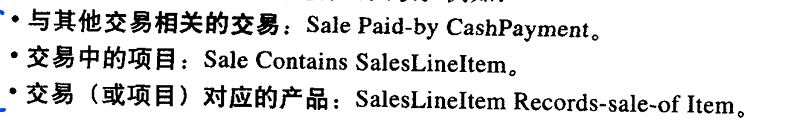 •与其他交易相关的交易：Sale Paid-by CashPayment。
•交易中的项目：Sale Contains SalesLineItem。
•交易（或项目）对应的产品：SalesLineItem Records-sale-of Item。